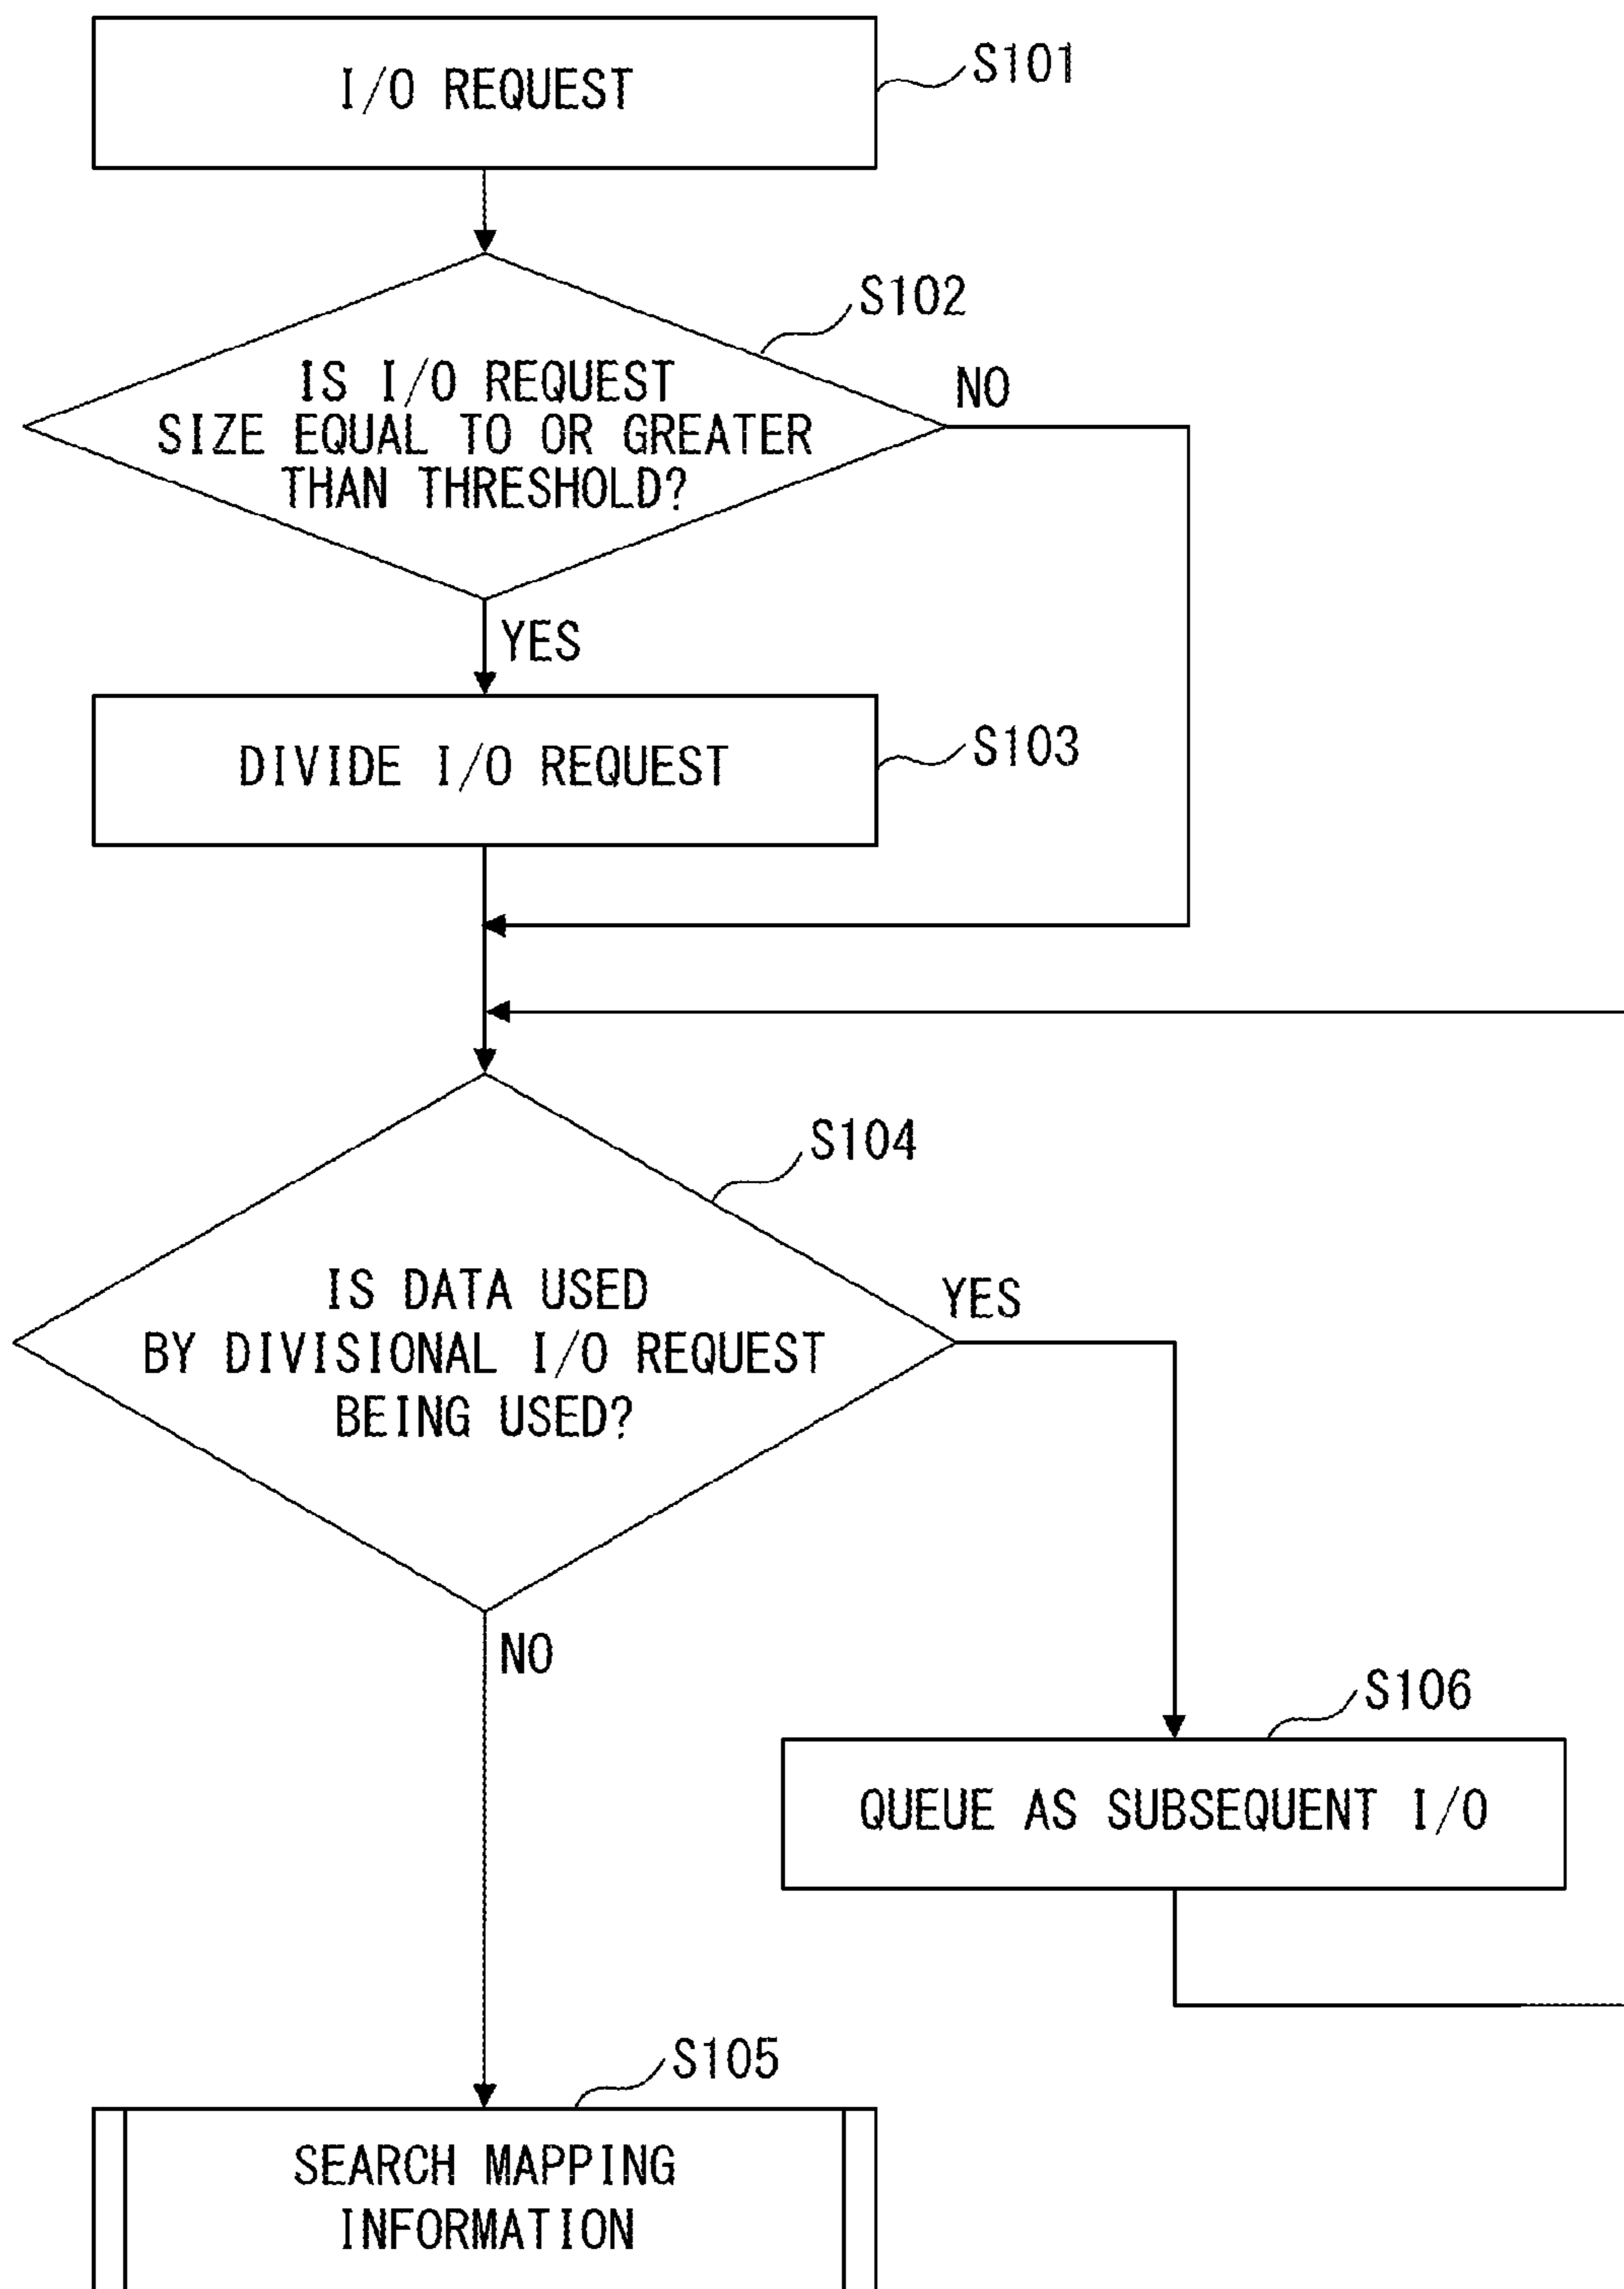 I/O REQUEST
S101
S102
IS I/O REQUEST
SIZE EQUAL TO OR GREATER
THAN THRESHOLD?
NO
YES
DIVIDE I/O REQUEST
S103
S104
IS DATA USED
BY DIVISIONAL I/O REQUEST
BEING USED?
YES
NO
S106
QUEUE AS SUBSEQUENT I/O
S105
SEARCH MAPPING
INFORMATION